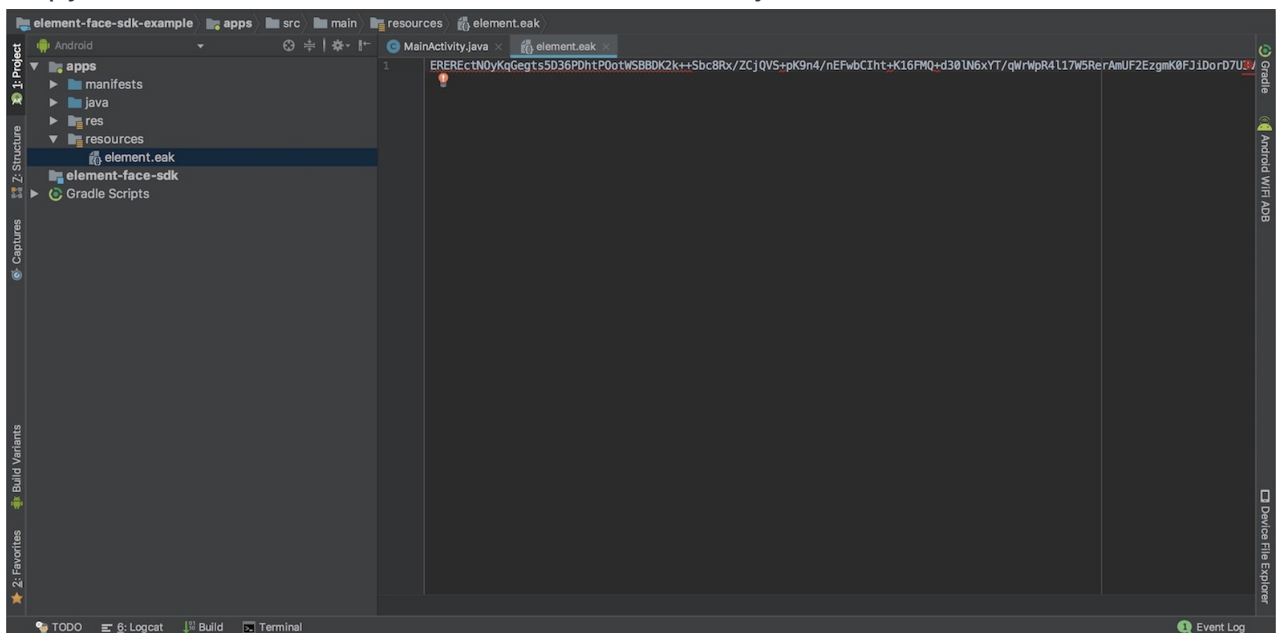 element-face-sdk-example apps src main resources element.eak
Android
MainActivity.java element.eak
1: Project
apps
manifests
java
res
resources
element.eak
element-face-sdk
Gradle Scripts
1 EREREctNOyKqGegts5D36PDhtPOotWSBBDK2k++Sbc8Rx/ZCjQVS+pK9n4/nEFwbCIht+K16FMQ+d30lN6xYT/qWrWpR4l17W5RerAmUF2EzgmK0FJiDorD7U
Z: Structure
Captures
Build Variants
2: Favorites
Gradle
Android WiFi ADB
Device File Explorer
TODO 6: Logcat Build Terminal 1 Event Log